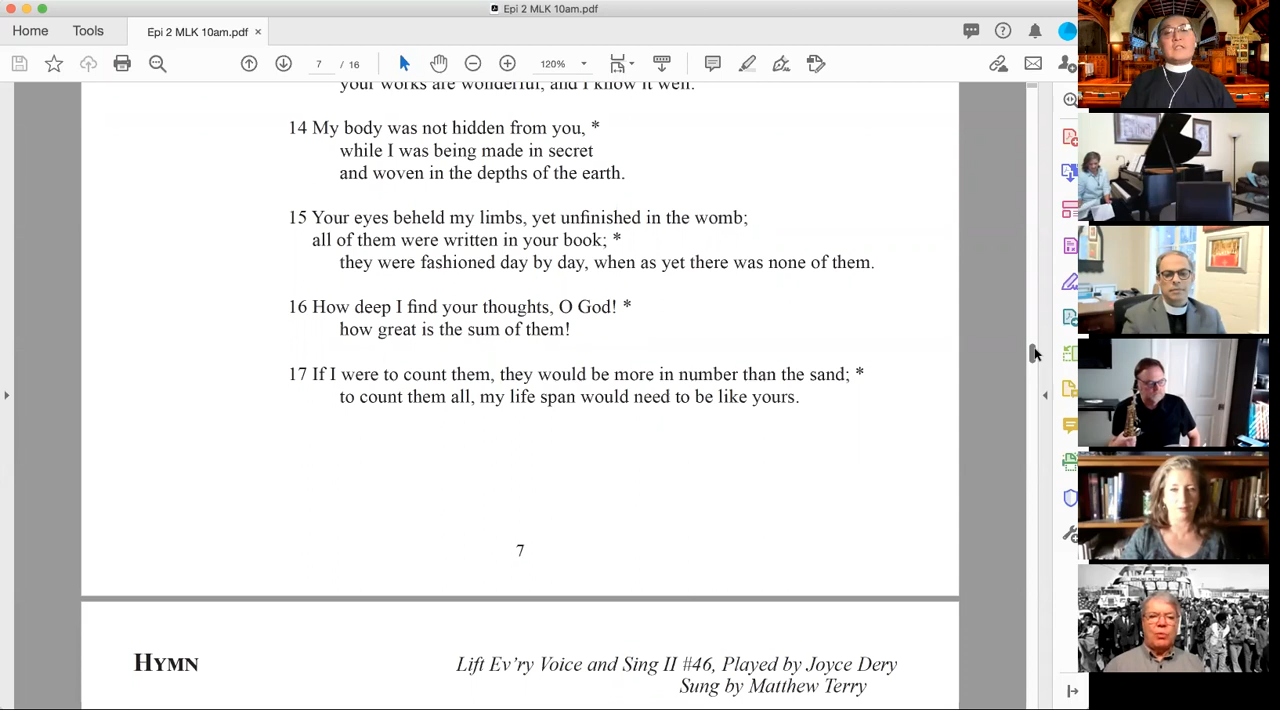 Epi 2 MLK 10am.pdf
Home
Tools
Epi 2 MLK 10am.pdf
7 / 16
120%
your works are wonderful, and I know it well.
14 My body was not hidden from you, *
while I was being made in secret
and woven in the depths of the earth.
15 Your eyes beheld my limbs, yet unfinished in the womb;
all of them were written in your book; *
they were fashioned day by day, when as yet there was none of them.
16 How deep I find your thoughts, O God! *
how great is the sum of them!
17 If I were to count them, they would be more in number than the sand; *
to count them all, my life span would need to be like yours.
7
HYMN
Lift Ev'ry Voice and Sing II #46, Played by Joyce Dery
Sung by Matthew Terry